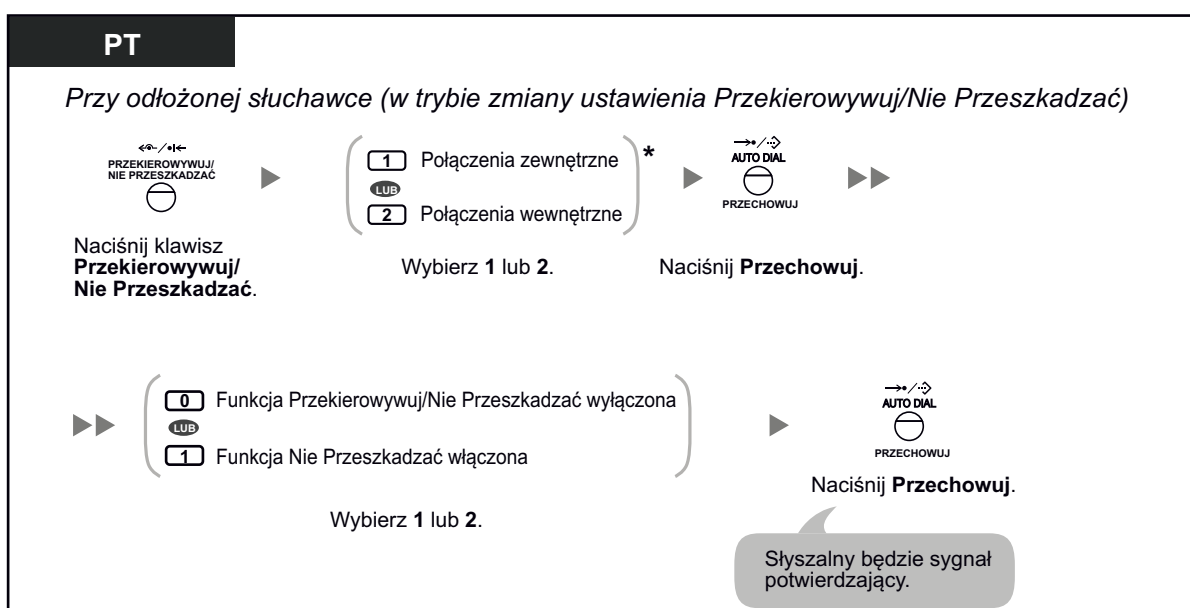 PT
Przy odłożonej słuchawce (w trybie zmiany ustawienia Przekierowywuj/Nie Przeszkadzać)
PRZEKIEROWYWUJ/
NIE PRZESZKADZAĆ
Naciśnij klawisz
Przekierowywuj/
Nie Przeszkadzać.
1 Połączenia zewnętrzne
LUB
2 Połączenia wewnętrzne
*
Wybierz 1 lub 2.
AUTO DIAL
PRZECHOWUJ
Naciśnij Przechowuj.
0 Funkcja Przekierowywuj/Nie Przeszkadzać wyłączona
LUB
1 Funkcja Nie Przeszkadzać włączona
Wybierz 1 lub 2.
AUTO DIAL
PRZECHOWUJ
Naciśnij Przechowuj.
Słyszalny będzie sygnał
potwierdzający.